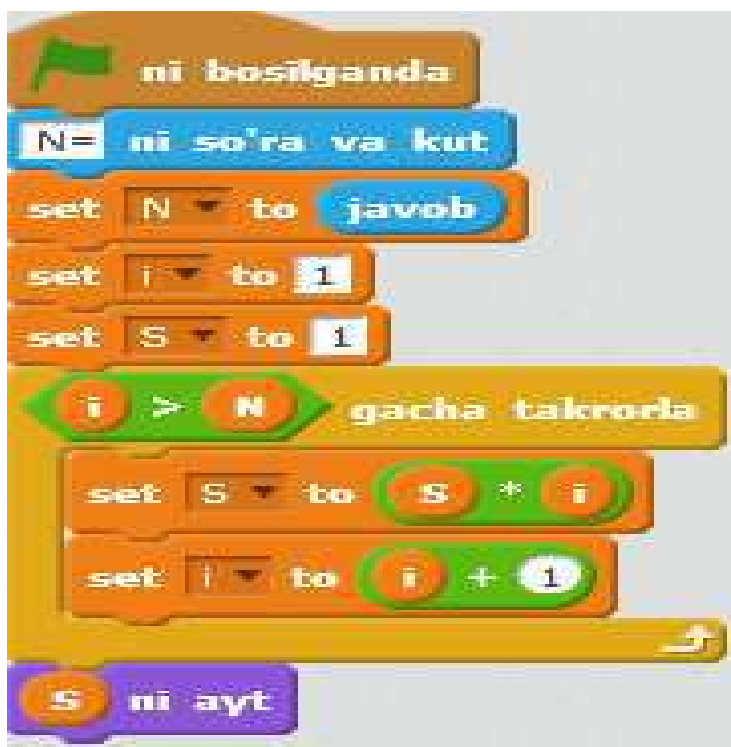 ni bosilganda
N= ni so'ra va kut
set N to javob
set i to 1
set S to 1
i > N gacha takrorla
set S to S * i
set i to i + 1
S ni ayt